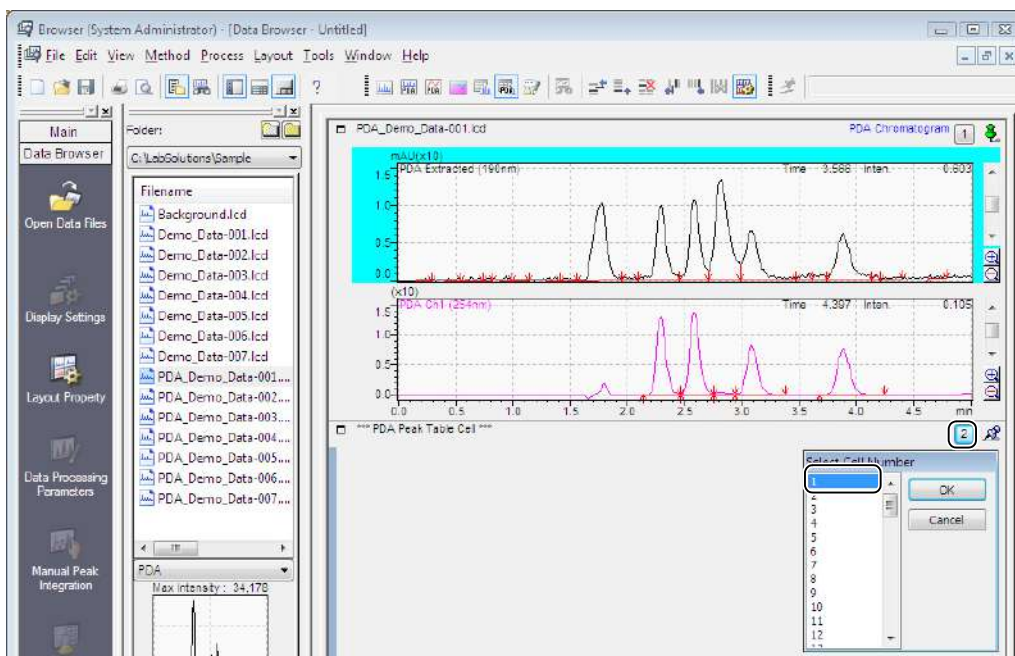 Browser (System Administrator) - [Data Browser - Untitled]
File Edit View Method Process Layout Tools Window Help
Main
Data Browser
Open Data Files
Display Settings
Layout Property
Data Processing
Parameters
Manual Peak
Integration
Folder:
C:\LabSolutions\Sample
Filename
Background.lcd
Demo_Data-001.lcd
Demo_Data-002.lcd
Demo_Data-003.lcd
Demo_Data-004.lcd
Demo_Data-005.lcd
Demo_Data-006.lcd
Demo_Data-007.lcd
PDA_Demo_Data-001....
PDA_Demo_Data-002....
PDA_Demo_Data-003....
PDA_Demo_Data-004....
PDA_Demo_Data-005....
PDA_Demo_Data-006....
PDA_Demo_Data-007....
PDA
Max Intensity : 34,178
PDA_Demo_Data-001.lcd PDA Chromatogram 1
mAU(x10)
PDA Extracted (190nm) Time 3.568 Inten. 0.603
1.5
1.0
0.5
0.0
(x10)
PDA Ch1 (254nm) Time 4.397 Inten. 0.105
1.5
1.0
0.5
0.0
0.0 0.5 1.0 1.5 2.0 2.5 3.0 3.5 4.0 4.5 min
*** PDA Peak Table Cell *** 2
Select Cell Number
1
2
3
4
5
6
7
8
9
10
11
12
OK
Cancel